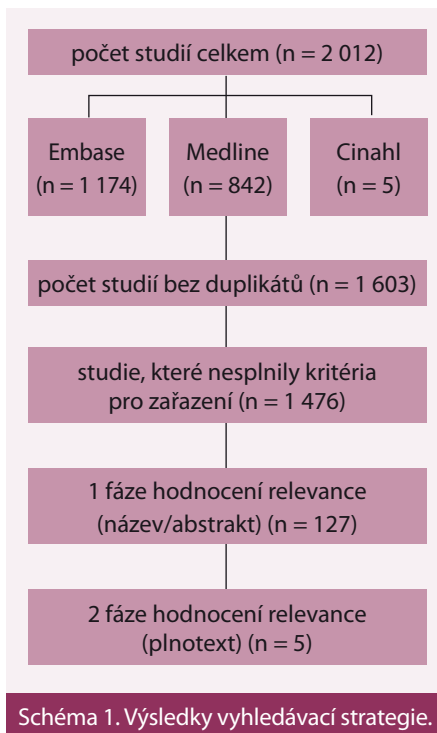 počet studií celkem (n = 2 012)
Embase
(n = 1 174)
Medline
(n = 842)
Cinahl
(n = 5)
počet studií bez duplikátů (n = 1 603)
studie, které nesplnily kritéria
pro zařazení (n = 1 476)
1 fáze hodnocení relevance
(název/abstrakt) (n = 127)
2 fáze hodnocení relevance
(plnotext) (n = 5)
Schéma 1. Výsledky vyhledávací strategie.